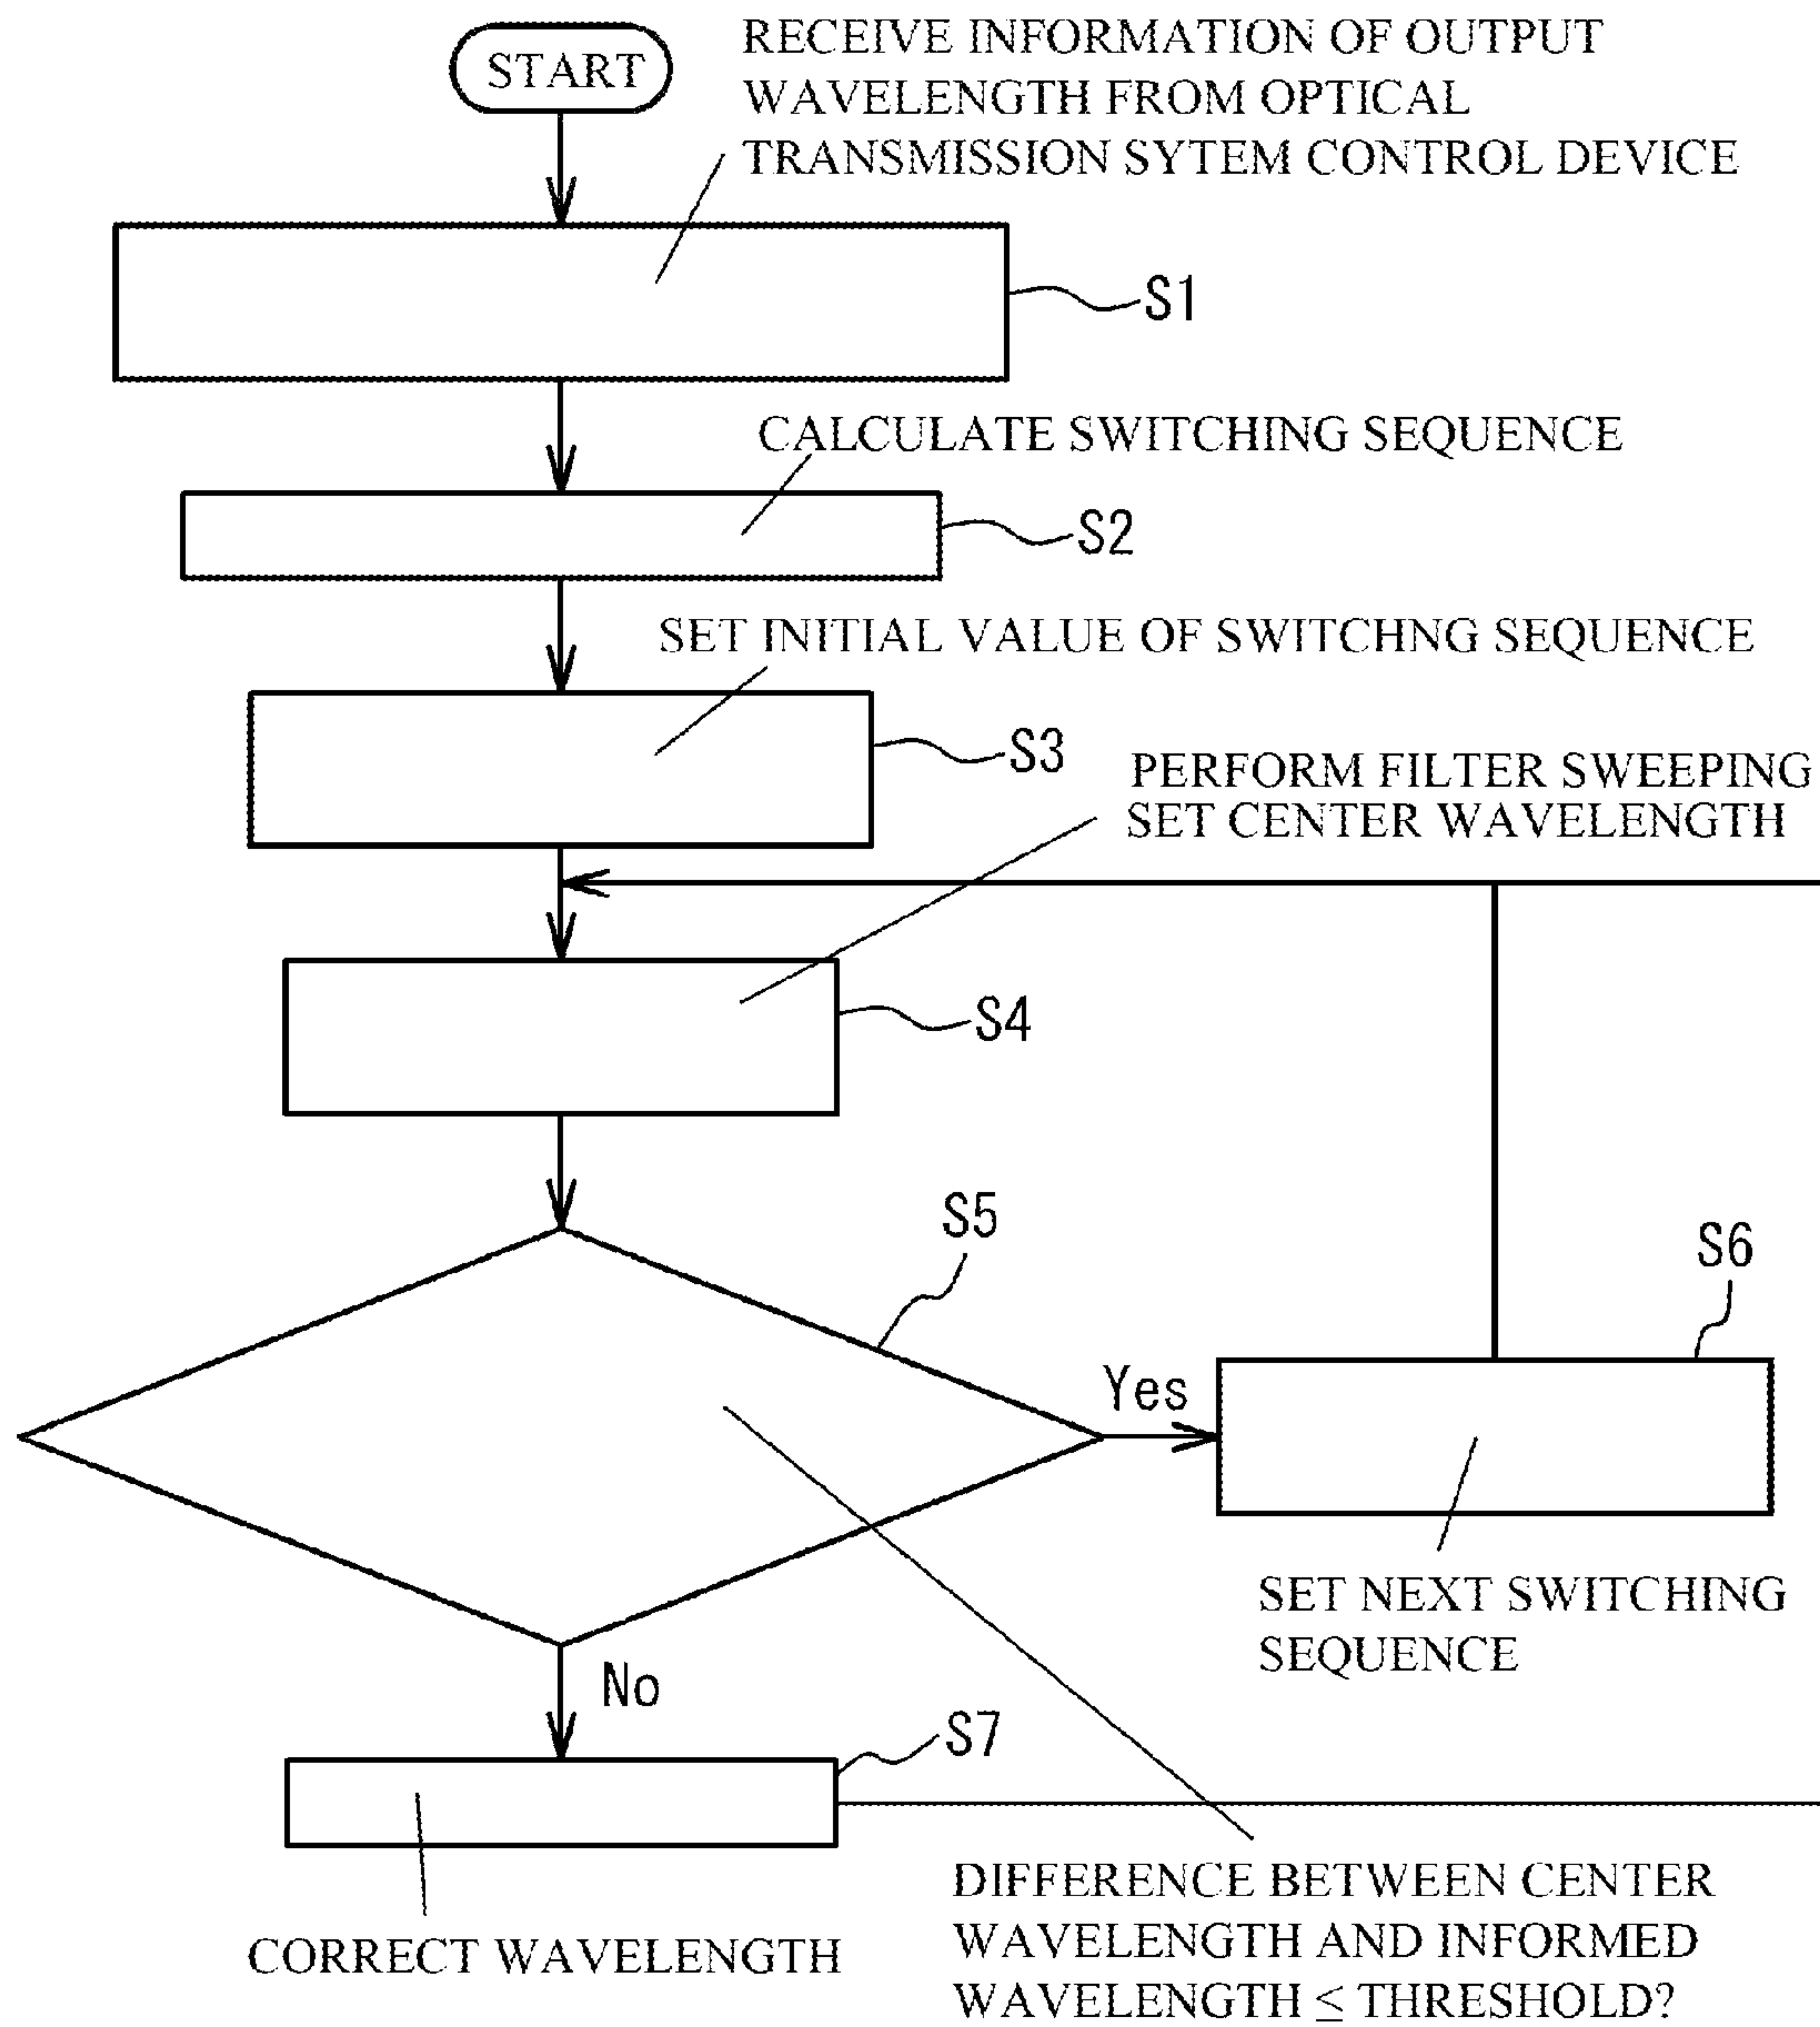 START
RECEIVE INFORMATION OF OUTPUT
WAVELENGTH FROM OPTICAL
TRANSMISSION SYTEM CONTROL DEVICE
S1
CALCULATE SWITCHING SEQUENCE
S2
SET INITIAL VALUE OF SWITCHNG SEQUENCE
S3
PERFORM FILTER SWEEPING
SET CENTER WAVELENGTH
S4
S5
S6
Yes
SET NEXT SWITCHING
SEQUENCE
No
S7
CORRECT WAVELENGTH
DIFFERENCE BETWEEN CENTER
WAVELENGTH AND INFORMED
WAVELENGTH ≤ THRESHOLD?